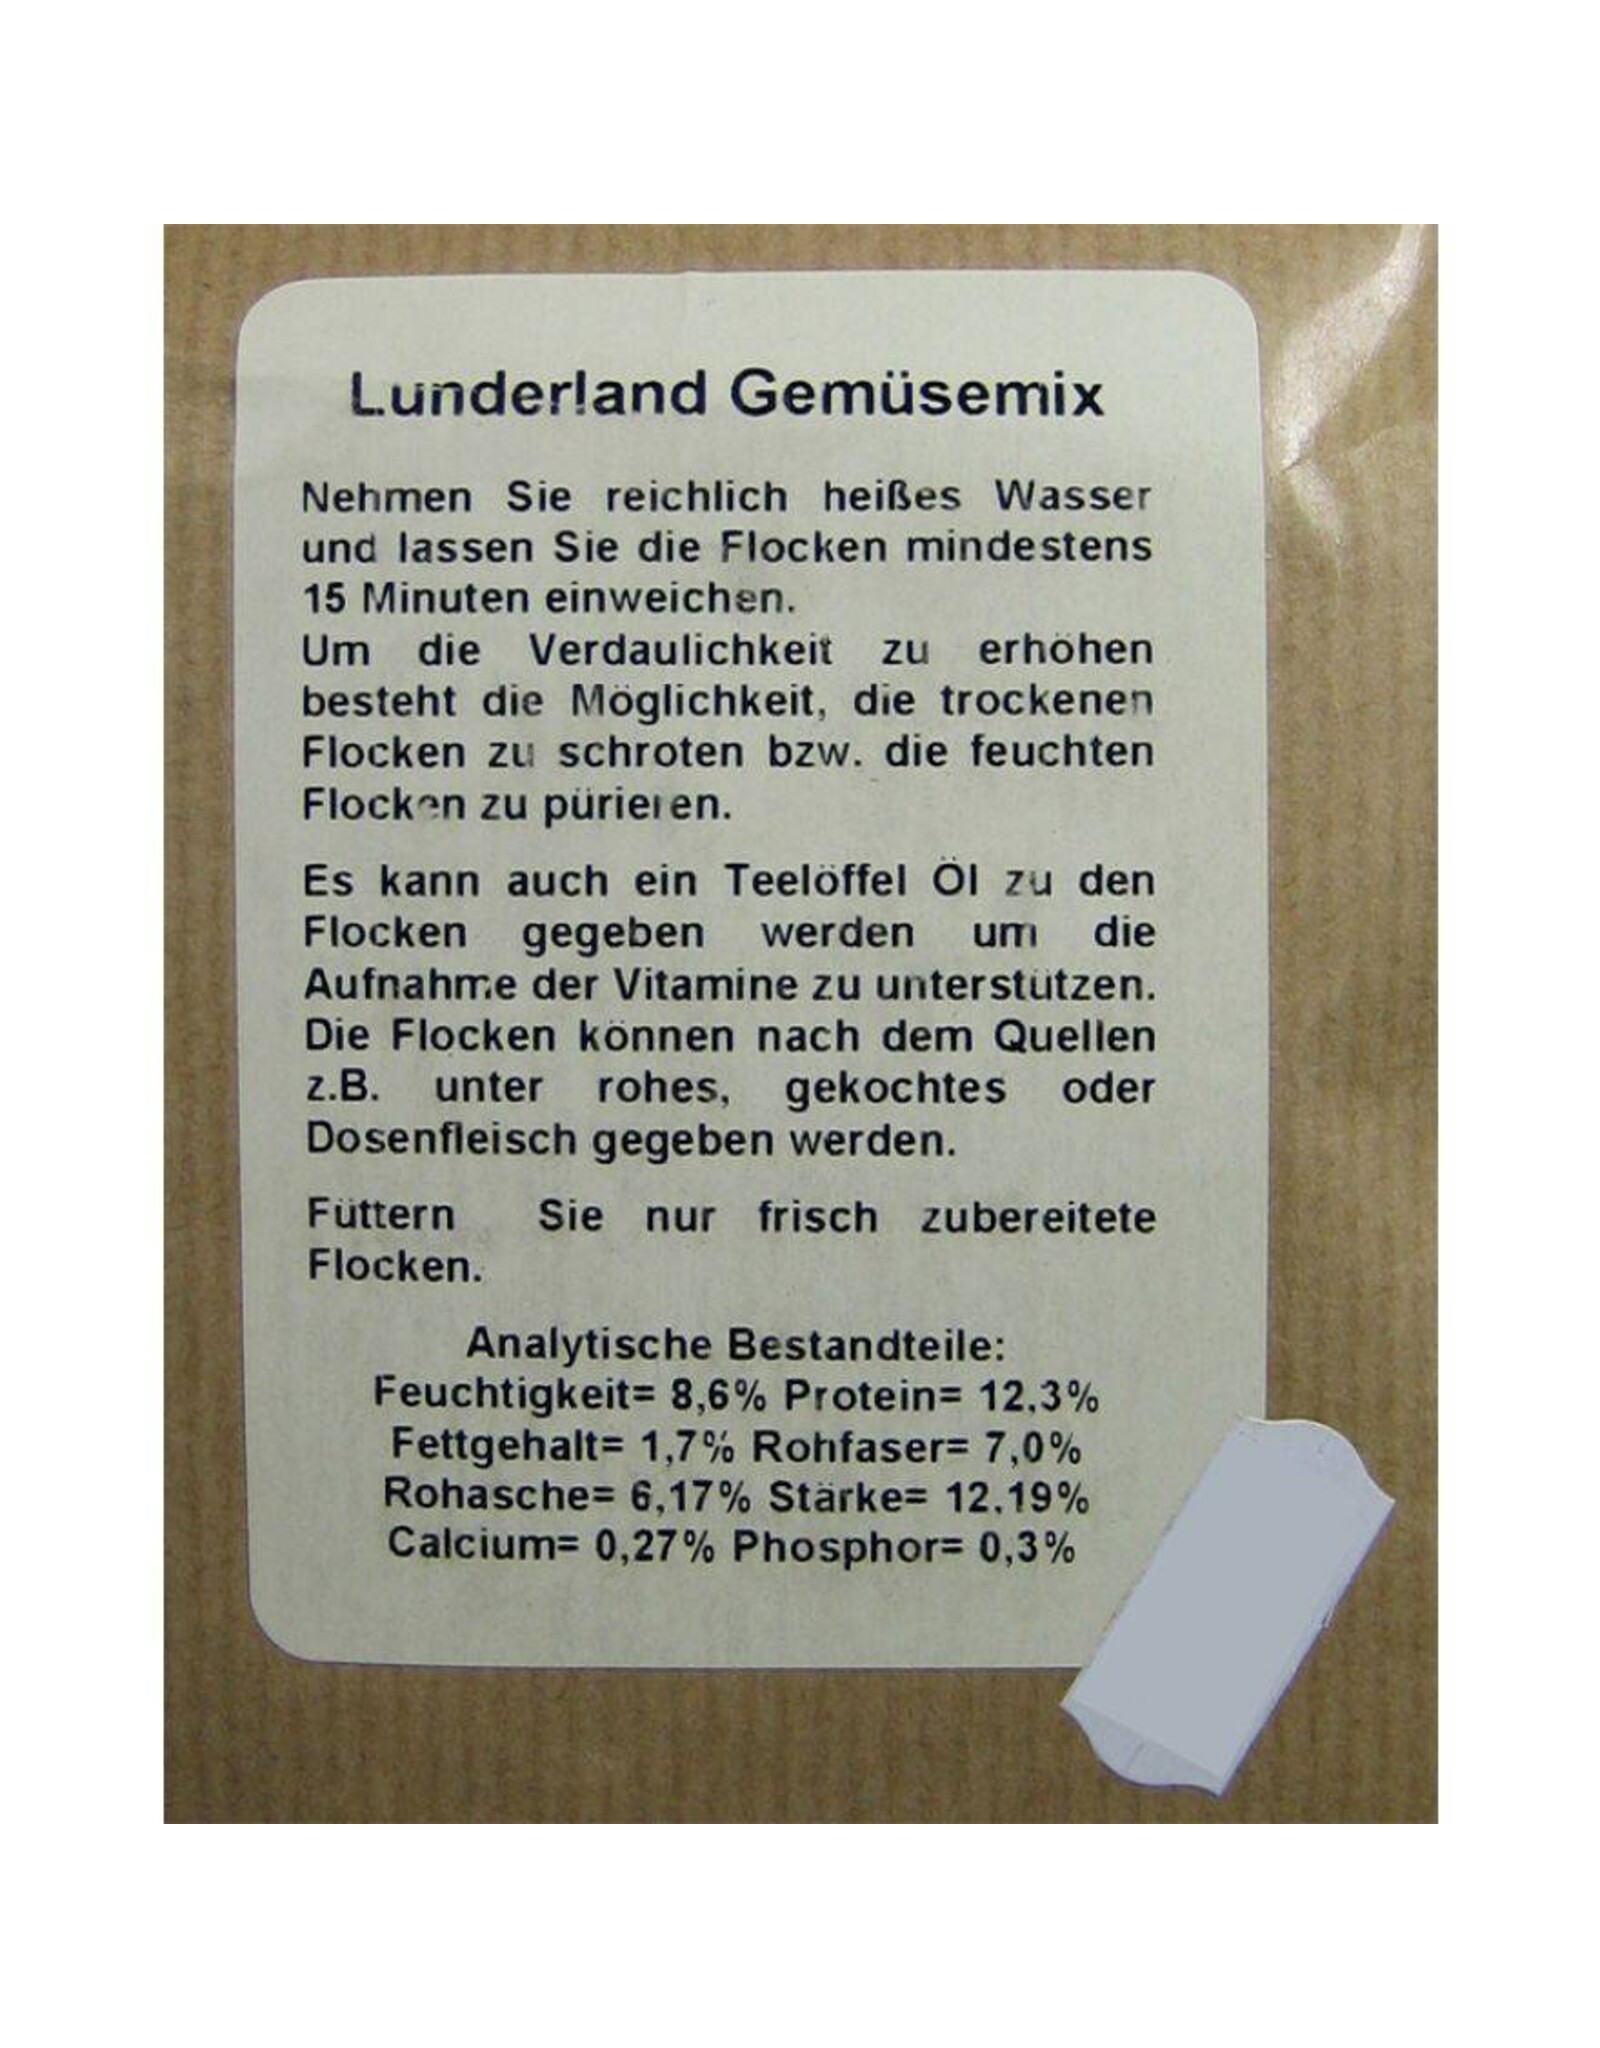 Lunderland Gemüsemix
Nehmen Sie reichlich heißes Wasser
und lassen Sie die Flocken mindestens
15 Minuten einweichen.
Um die Verdaulichkeit zu erhöhen
besteht die Möglichkeit, die trockenen
Flocken zu schroten bzw. die feuchten
Flocken zu pürieren.
Es kann auch ein Teelöffel Öl zu den
Flocken gegeben werden um die
Aufnahme der Vitamine zu unterstützen.
Die Flocken können nach dem Quellen
z.B. unter rohes, gekochtes oder
Dosenfleisch gegeben werden.
Füttern Sie nur frisch zubereitete
Flocken.
Analytische Bestandteile:
Feuchtigkeit= 8,6% Protein= 12,3%
Fettgehalt= 1,7% Rohfaser= 7,0%
Rohasche= 6,17% Stärke= 12,19%
Calcium= 0,27% Phosphor= 0,3%